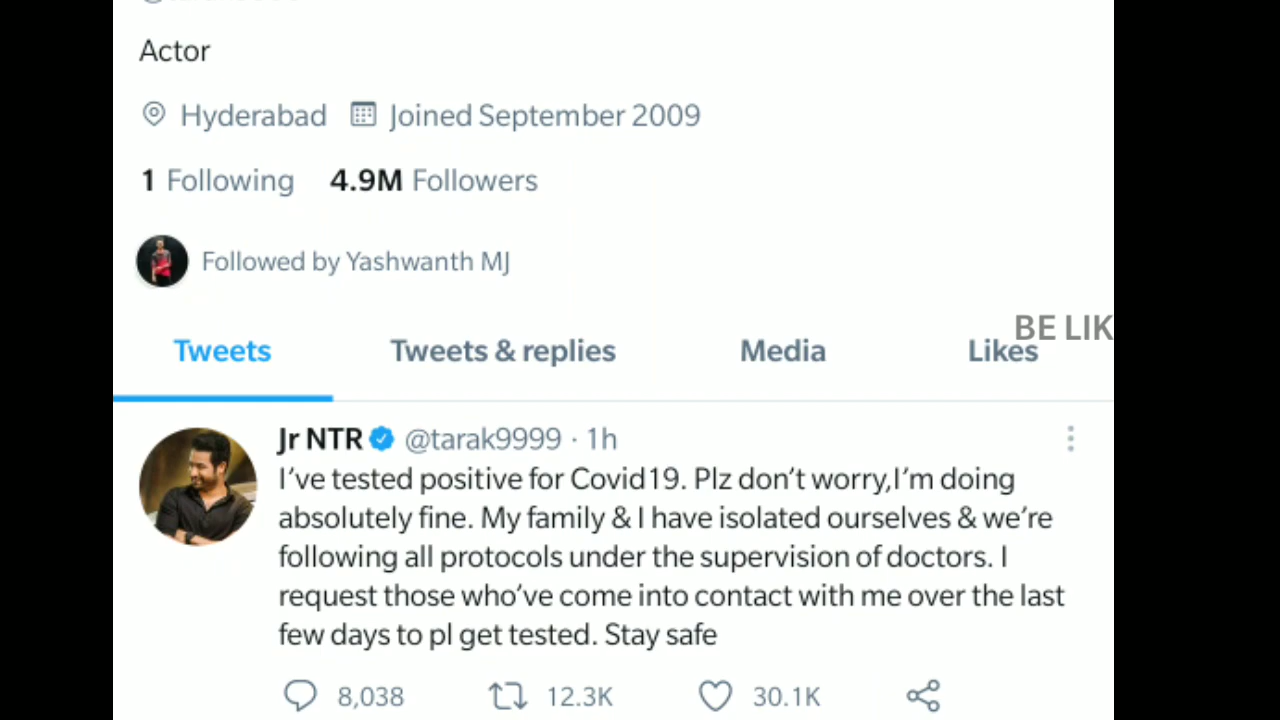 Actor
Hyderabad Joined September 2009
1 Following 4.9M Followers
Followed by Yashwanth MJ
BE LIK
Tweets Tweets & replies Media Likes
Jr NTR @tarak9999 · 1h
I've tested positive for Covid19. Plz don't worry,I'm doing
absolutely fine. My family & I have isolated ourselves & we're
following all protocols under the supervision of doctors. I
request those who've come into contact with me over the last
few days to pl get tested. Stay safe
8,038 12.3K 30.1K